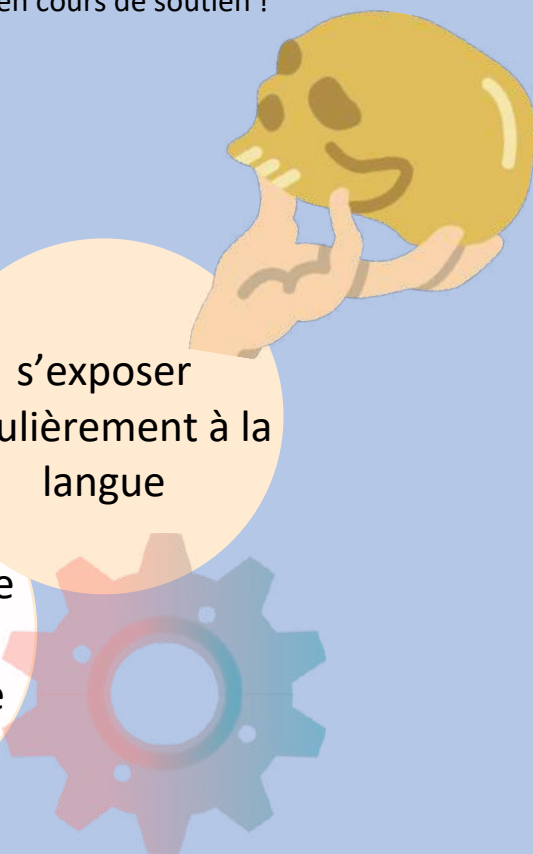 en cours de soutien !
s’exposer
ulièrement à la
langue
e
e